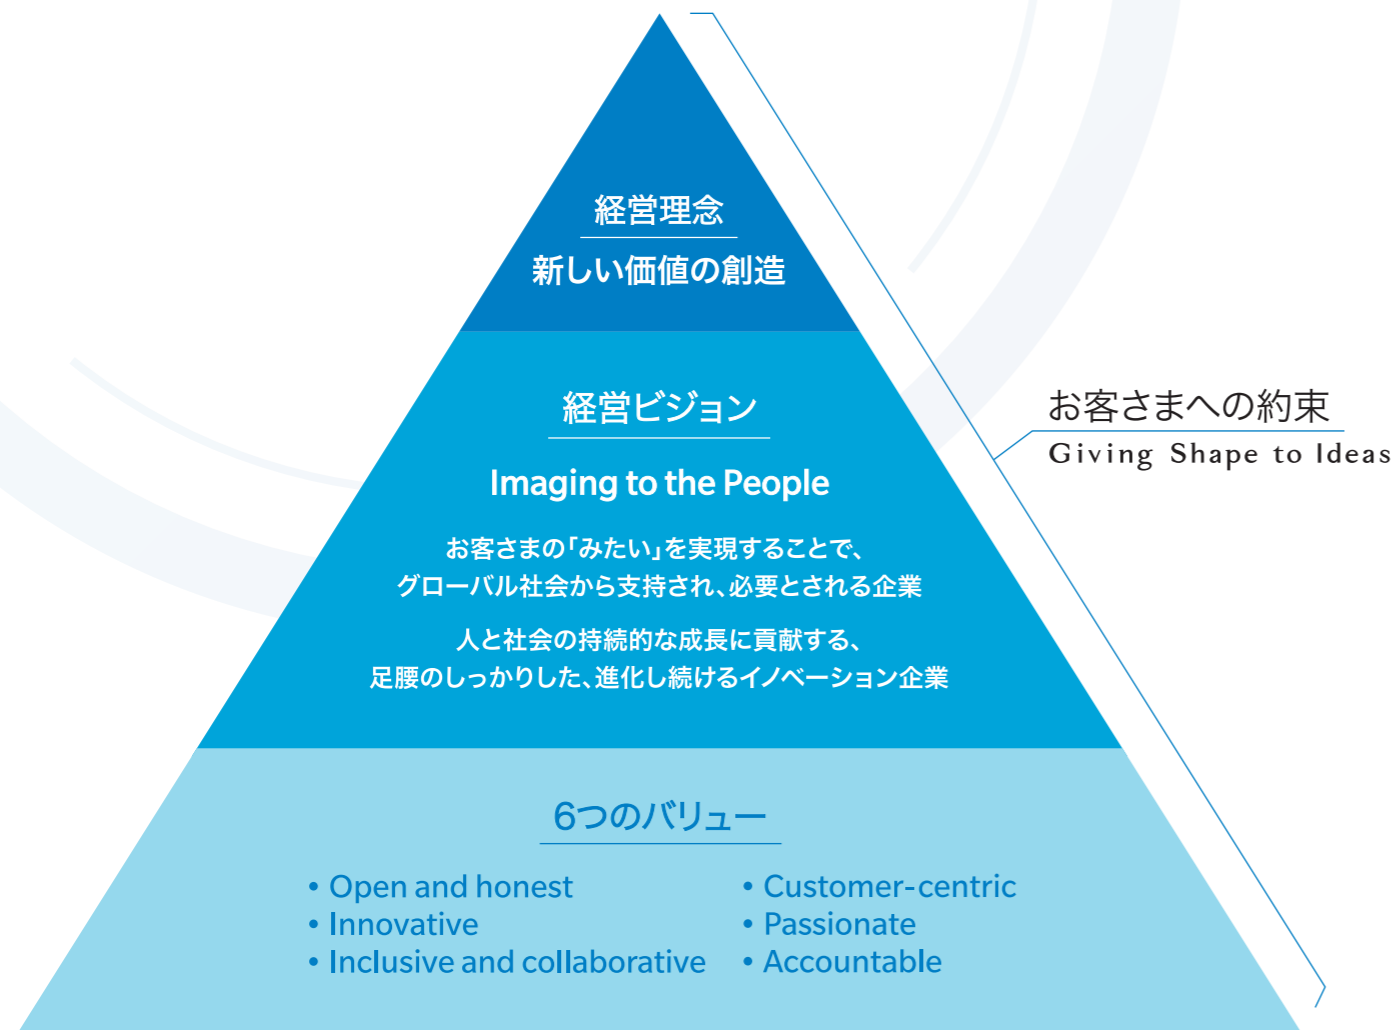 経営理念
新しい価値の創造
経営ビジョン
Imaging to the People
お客さまの「みたい」を実現することで、
グローバル社会から支持され、必要とされる企業
人と社会の持続的な成長に貢献する、
足腰のしっかりした、進化し続けるイノベーション企業
6つのバリュー
• Open and honest
• Innovative
• Inclusive and collaborative
• Customer-centric
• Passionate
• Accountable
お客さまへの約束
Giving Shape to Ideas